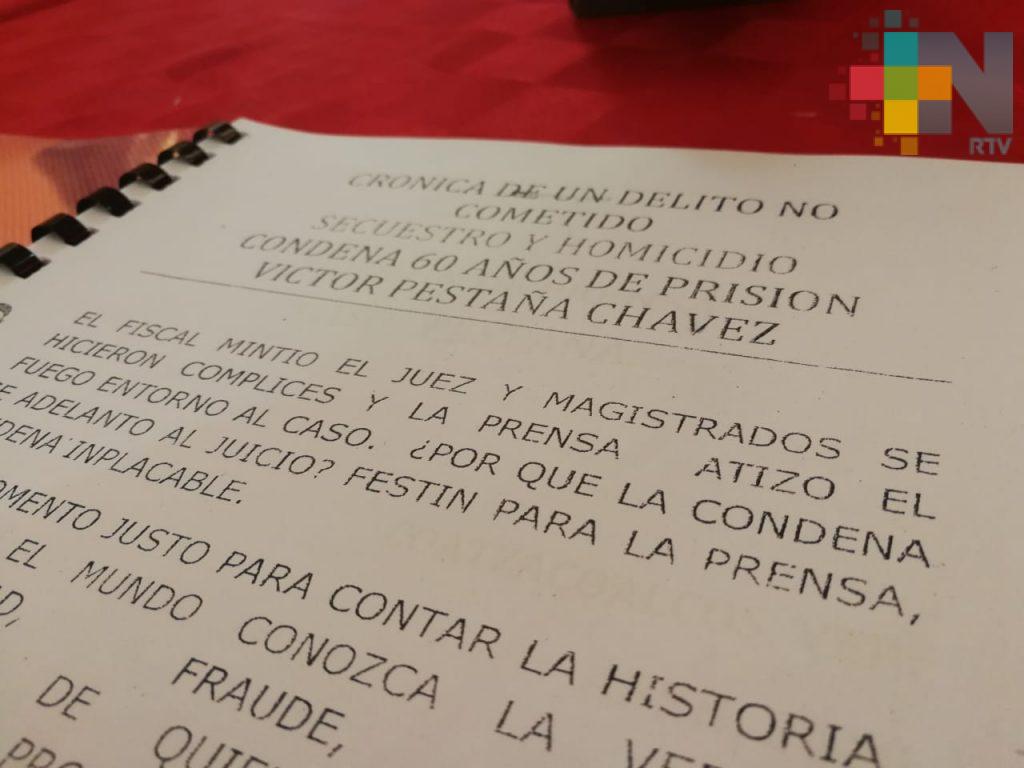 N
RTV
CRONICA DE UN DELITO NO
COMETIDO
SECUESTRO Y HOMICIDIO
CONDENA 60 AÑOS DE PRISION
VICTOR PESTAÑA CHAVEZ
EL FISCAL MINTIO EL JUEZ Y MAGISTRADOS SE
HICIERON COMPLICES Y LA PRENSA ATIZO EL
FUEGO ENTORNO AL CASO. ¿POR QUE LA CONDENA
ADELANTO AL JUICIO? FESTIN PARA LA PRENSA,
INPLACABLE.
JUSTO PARA CONTAR LA HISTORIA
EL MUNDO CONOZCA LA
FRAUDE,
DE